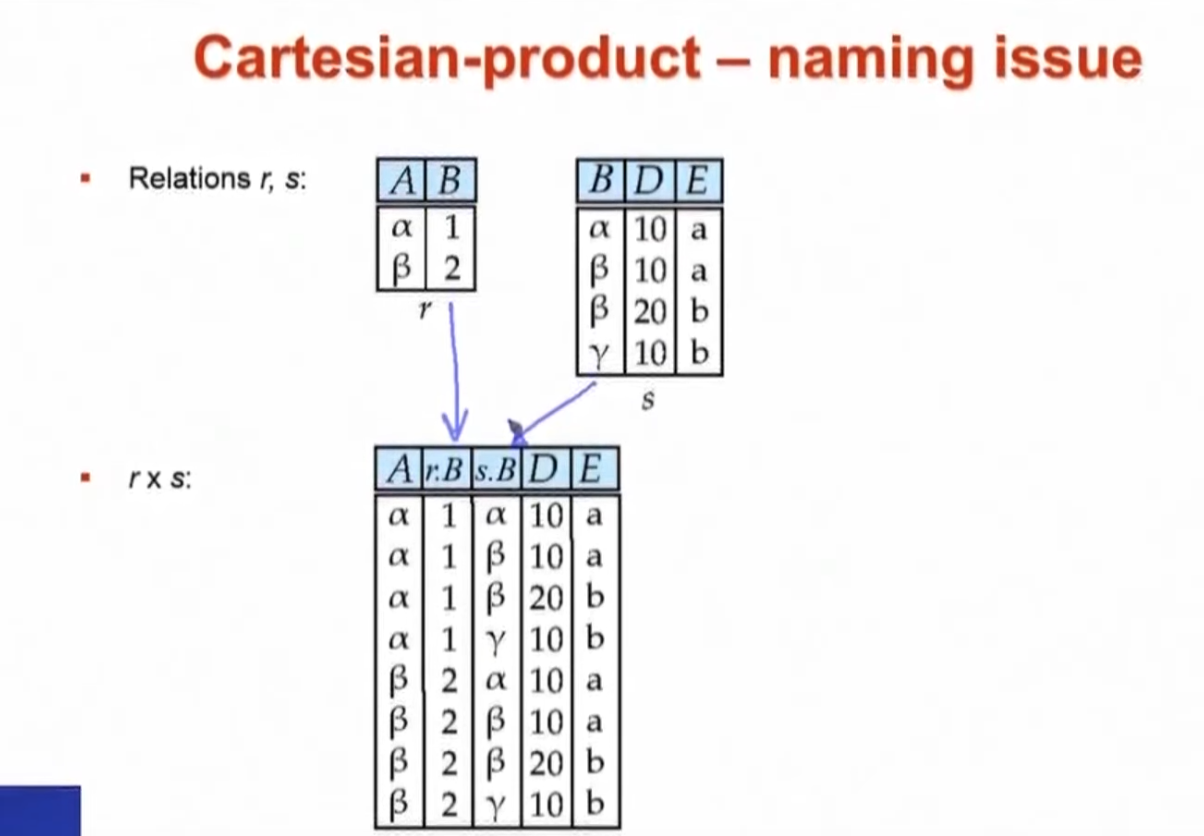 Cartesian-product – naming issue
▪ Relations r, s:
A B
α 1
β 2
r
B D E
α 10 a
β 10 a
β 20 b
γ 10 b
s
▪ r x s:
A r.B s.B D E
α 1 α 10 a
α 1 β 10 a
α 1 β 20 b
α 1 γ 10 b
β 2 α 10 a
β 2 β 10 a
β 2 β 20 b
β 2 γ 10 b